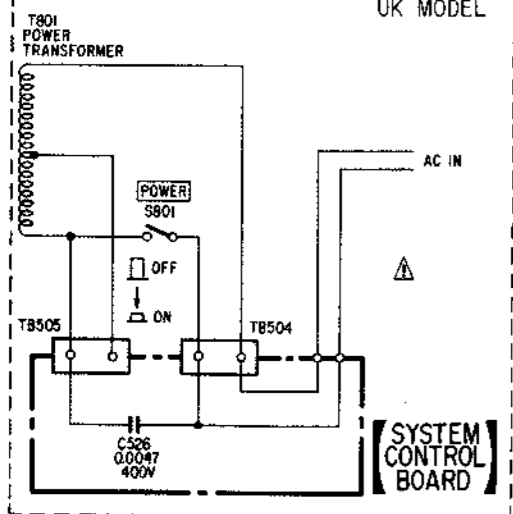 UK MODEL
T801
POWER
TRANSFORMER
AC IN
POWER
S801
OFF
ON
TB505
TB504
C526
0.0047
400V
SYSTEM
CONTROL
BOARD